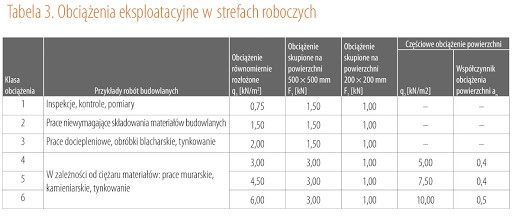 Tabela 3. Obciążenia eksploatacyjne w strefach roboczych
Klasa obciążenia
Przykłady robót budowlanych
Obciążenie równomiernie rozłożone q₁ [kN/m²]
Obciążenie skupione na powierzchni 500 × 500 mm F₁ [kN]
Obciążenie skupione na powierzchni 200 × 200 mm F₂ [kN]
Częściowe obciążenie powierzchni
q₂ [kN/m2]
Współczynnik obciążenia powierzchni aₚ
1 Inspekcje, kontrole, pomiary 0,75 1,50 1,00 – –
2 Prace niewymagające składowania materiałów budowlanych 1,50 1,50 1,00 – –
3 Prace dociepleniowe, obróbki blacharskie, tynkowanie 2,00 1,50 1,00 – –
4 3,00 3,00 1,00 5,00 0,4
W zależności od ciężaru materiałów: prace murarskie, kamieniarskie, tynkowanie
5 4,50 3,00 1,00 7,50 0,4
6 6,00 3,00 1,00 10,00 0,5